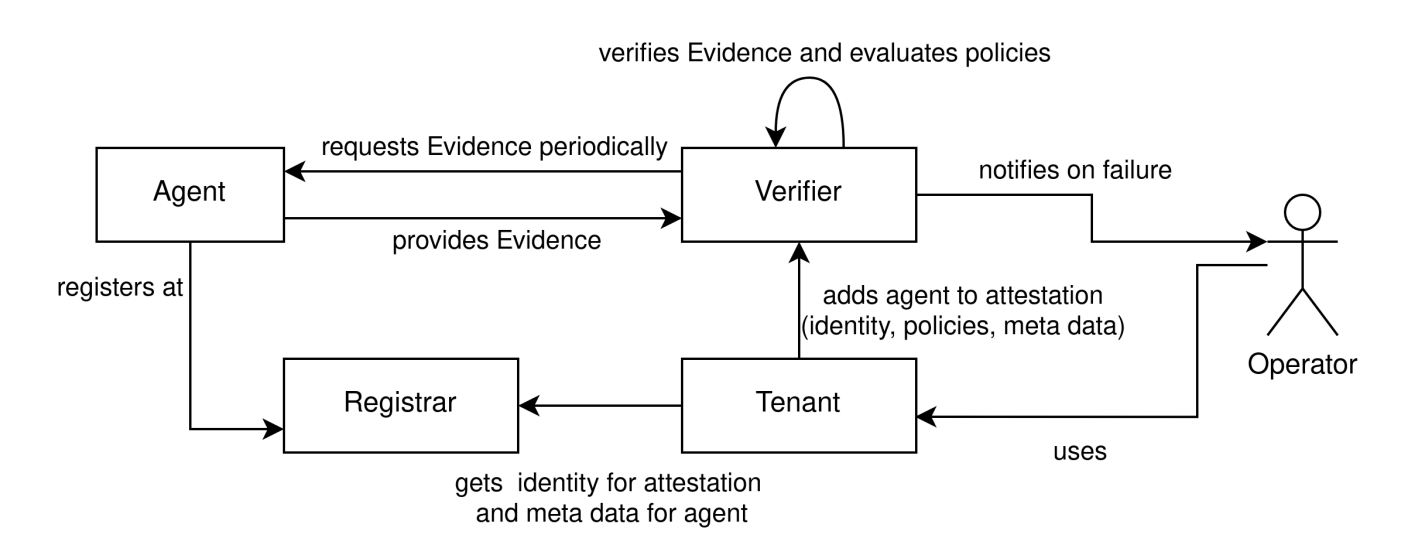 verifies Evidence and evaluates policies
requests Evidence periodically
Agent
Verifier
notifies on failure
provides Evidence
registers at
adds agent to attestation
(identity, policies, meta data)
Operator
Registrar
Tenant
uses
gets  identity for attestation
and meta data for agent